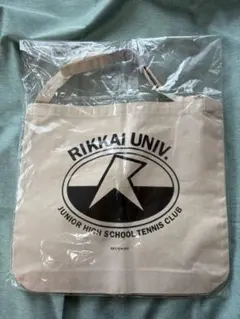 RIKKAI UNIV.
JUNIOR HIGH SCHOOL TENNIS CLUB